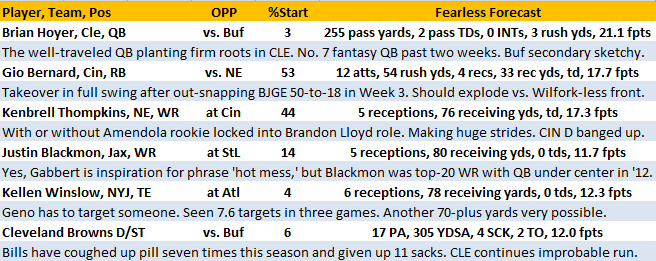 Player, Team, Pos OPP %Start Fearless Forecast
Brian Hoyer, Cle, QB vs. Buf 3 255 pass yards, 2 pass TDs, 0 INTs, 3 rush yds, 21.1 fpts
The well-traveled QB planting firm roots in CLE. No. 7 fantasy QB past two weeks. Buf secondary sketchy.
Gio Bernard, Cin, RB vs. NE 53 12 atts, 54 rush yds, 4 recs, 33 rec yds, td, 17.7 fpts
Takeover in full swing after out-snapping BJGE 50-to-18 in Week 3. Should explode vs. Wilfork-less front.
Kenbrell Thompkins, NE, WR at Cin 44 5 receptions, 76 receiving yds, td, 17.3 fpts
With or without Amendola rookie locked into Brandon Lloyd role. Making huge strides. CIN D banged up.
Justin Blackmon, Jax, WR at StL 14 5 receptions, 80 receiving yds, 0 tds, 11.7 fpts
Yes, Gabbert is inspiration for phrase 'hot mess,' but Blackmon was top-20 WR with QB under center in '12.
Kellen Winslow, NYJ, TE at Atl 4 6 receptions, 78 receiving yards, 0 tds, 12.3 fpts
Geno has to target someone. Seen 7.6 targets in three games. Another 70-plus yards very possible.
Cleveland Browns D/ST vs. Buf 6 17 PA, 305 YDSA, 4 SCK, 2 TO, 12.0 fpts
Bills have coughed up pill seven times this season and given up 11 sacks. CLE continues improbable run.